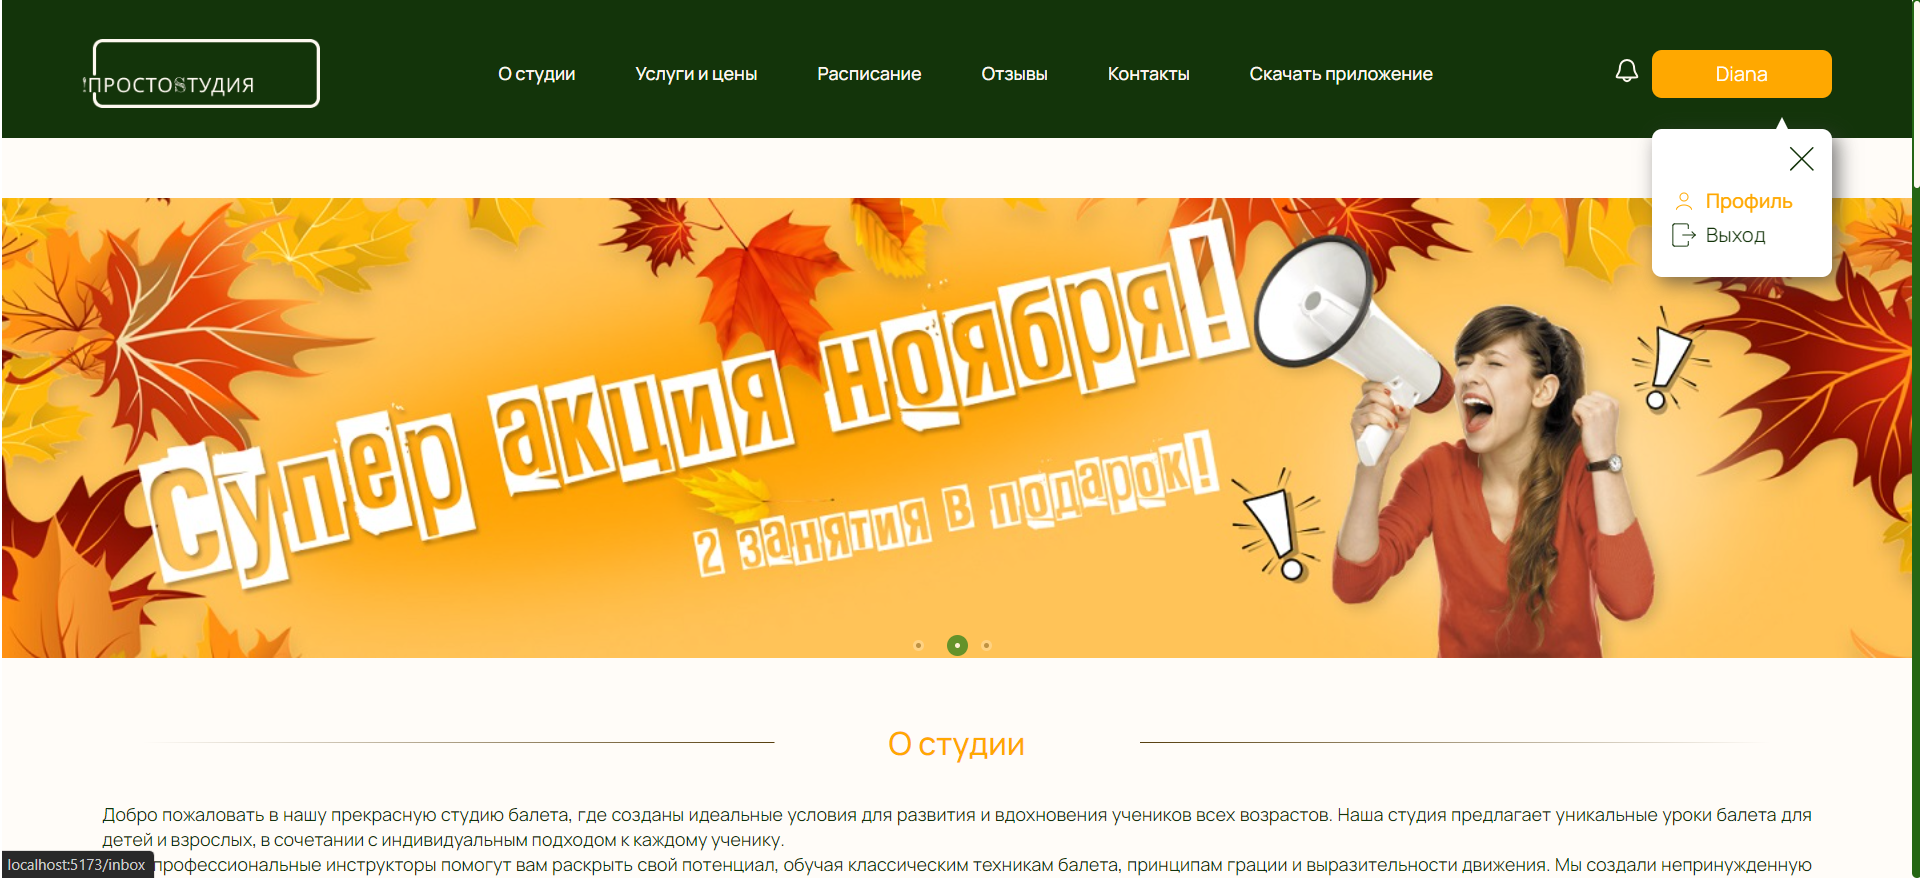 !ПРОСТОSТУДИЯ
О студии
Услуги и цены
Расписание
Отзывы
Контакты
Скачать приложение
Diana
Профиль
Выход
Супер акция ноября!
2 занятия в подарок!
О студии
Добро пожаловать в нашу прекрасную студию балета, где созданы идеальные условия для развития и вдохновения учеников всех возрастов. Наша студия предлагает уникальные уроки балета для
детей и взрослых, в сочетании с индивидуальным подходом к каждому ученику.
профессиональные инструкторы помогут вам раскрыть свой потенциал, обучая классическим техникам балета, принципам грации и выразительности движения. Мы создали непринужденную
localhost:5173/inbox